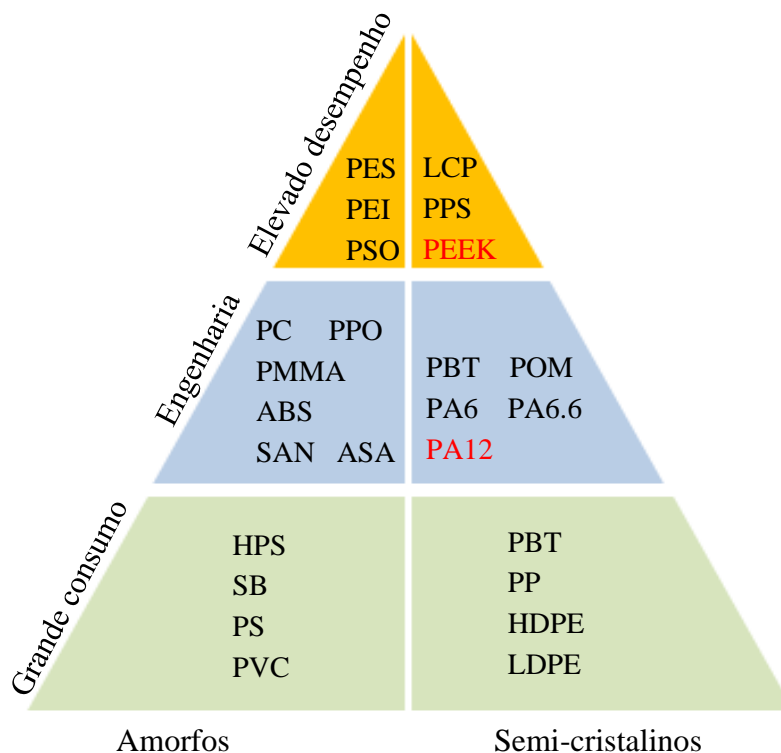 Elevado desempenho
PES
PEI
PSO
LCP
PPS
PEEK
Engenharia
PC PPO
PMMA
ABS
SAN ASA
PBT POM
PA6 PA6.6
PA12
Grande consumo
HPS
SB
PS
PVC
PBT
PP
HDPE
LDPE
Amorfos
Semi-cristalinos